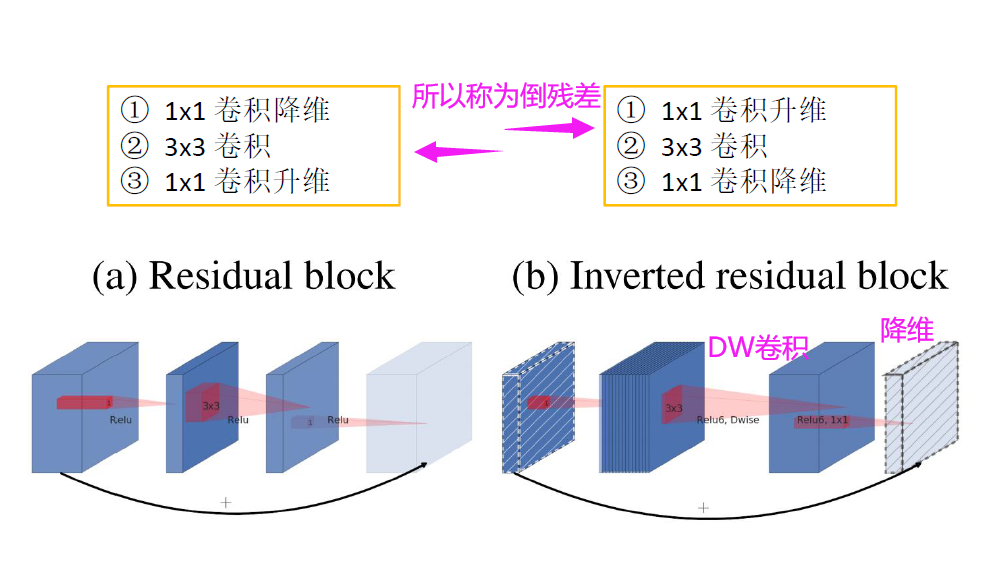 所以称为倒残差
① 1x1 卷积降维
② 3x3 卷积
③ 1x1 卷积升维
① 1x1 卷积升维
② 3x3 卷积
③ 1x1 卷积降维
(a) Residual block
(b) Inverted residual block
1
Relu
3x3
Relu
1
Relu
+
DW卷积
降维
1
3x3
Relu6, Dwise
Relu6, 1x1
+